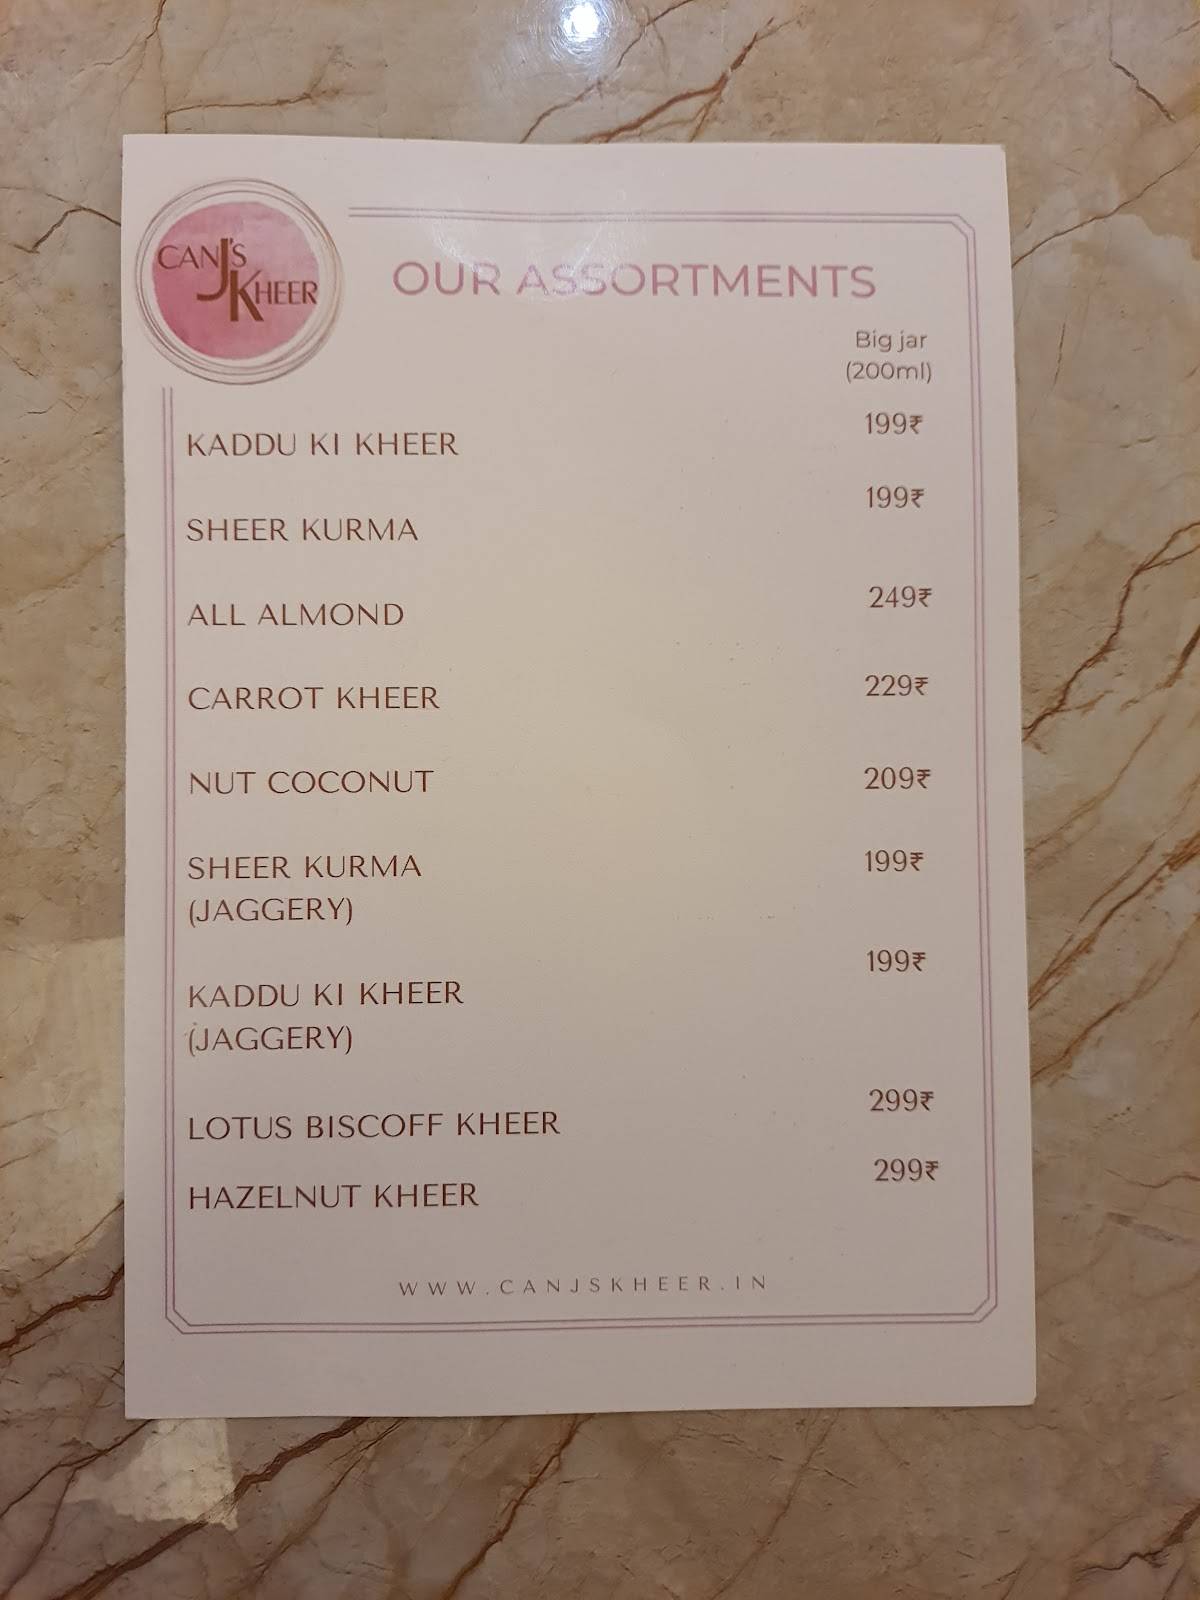 CANJ'S
KHEER
OUR ASSORTMENTS
Big jar
(200ml)
KADDU KI KHEER 199₹
SHEER KURMA 199₹
ALL ALMOND 249₹
CARROT KHEER 229₹
NUT COCONUT 209₹
SHEER KURMA 199₹
(JAGGERY)
KADDU KI KHEER 199₹
(JAGGERY)
LOTUS BISCOFF KHEER 299₹
HAZELNUT KHEER 299₹
WWW.CANJSKHEER.IN